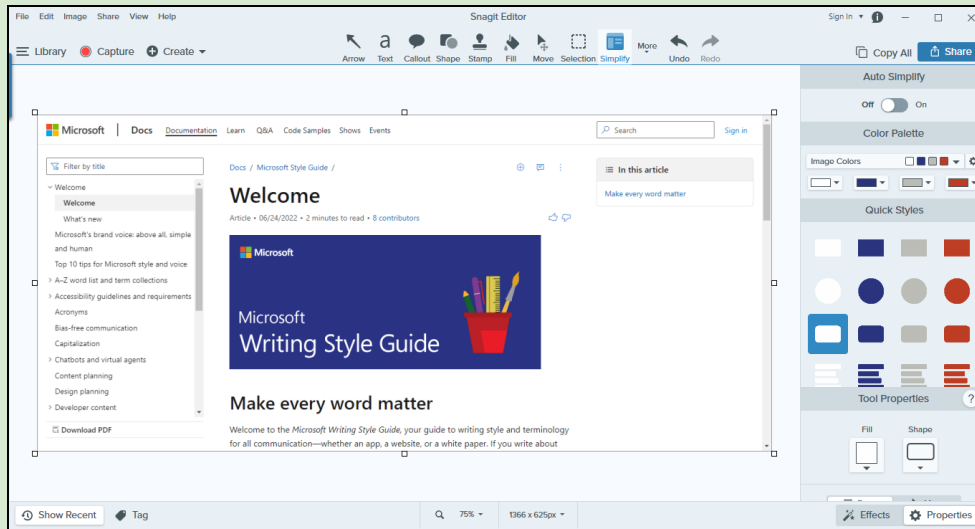 File Edit Image Share View Help
Snagit Editor
Sign In
Library Capture Create
Arrow Text Callout Shape Stamp Fill Move Selection Simplify More Undo Redo
Copy All Share
Auto Simplify
Off On
Color Palette
Image Colors
Quick Styles
Tool Properties ?
Fill Shape
Microsoft Docs Documentation Learn Q&A Code Samples Shows Events
Search Sign in
Filter by title
Welcome
Welcome
What's new
Microsoft's brand voice: above all, simple
and human
Top 10 tips for Microsoft style and voice
A–Z word list and term collections
Accessibility guidelines and requirements
Acronyms
Bias-free communication
Capitalization
Chatbots and virtual agents
Content planning
Design planning
Developer content
Download PDF
Docs / Microsoft Style Guide /
Welcome
Article • 06/24/2022 • 2 minutes to read • 8 contributors
Microsoft
Microsoft
Writing Style Guide
Make every word matter
Welcome to the Microsoft Writing Style Guide, your guide to writing style and terminology
for all communication—whether an app, a website, or a white paper. If you write about
In this article
Make every word matter
Show Recent Tag
75% 1366 x 625px
Effects Properties